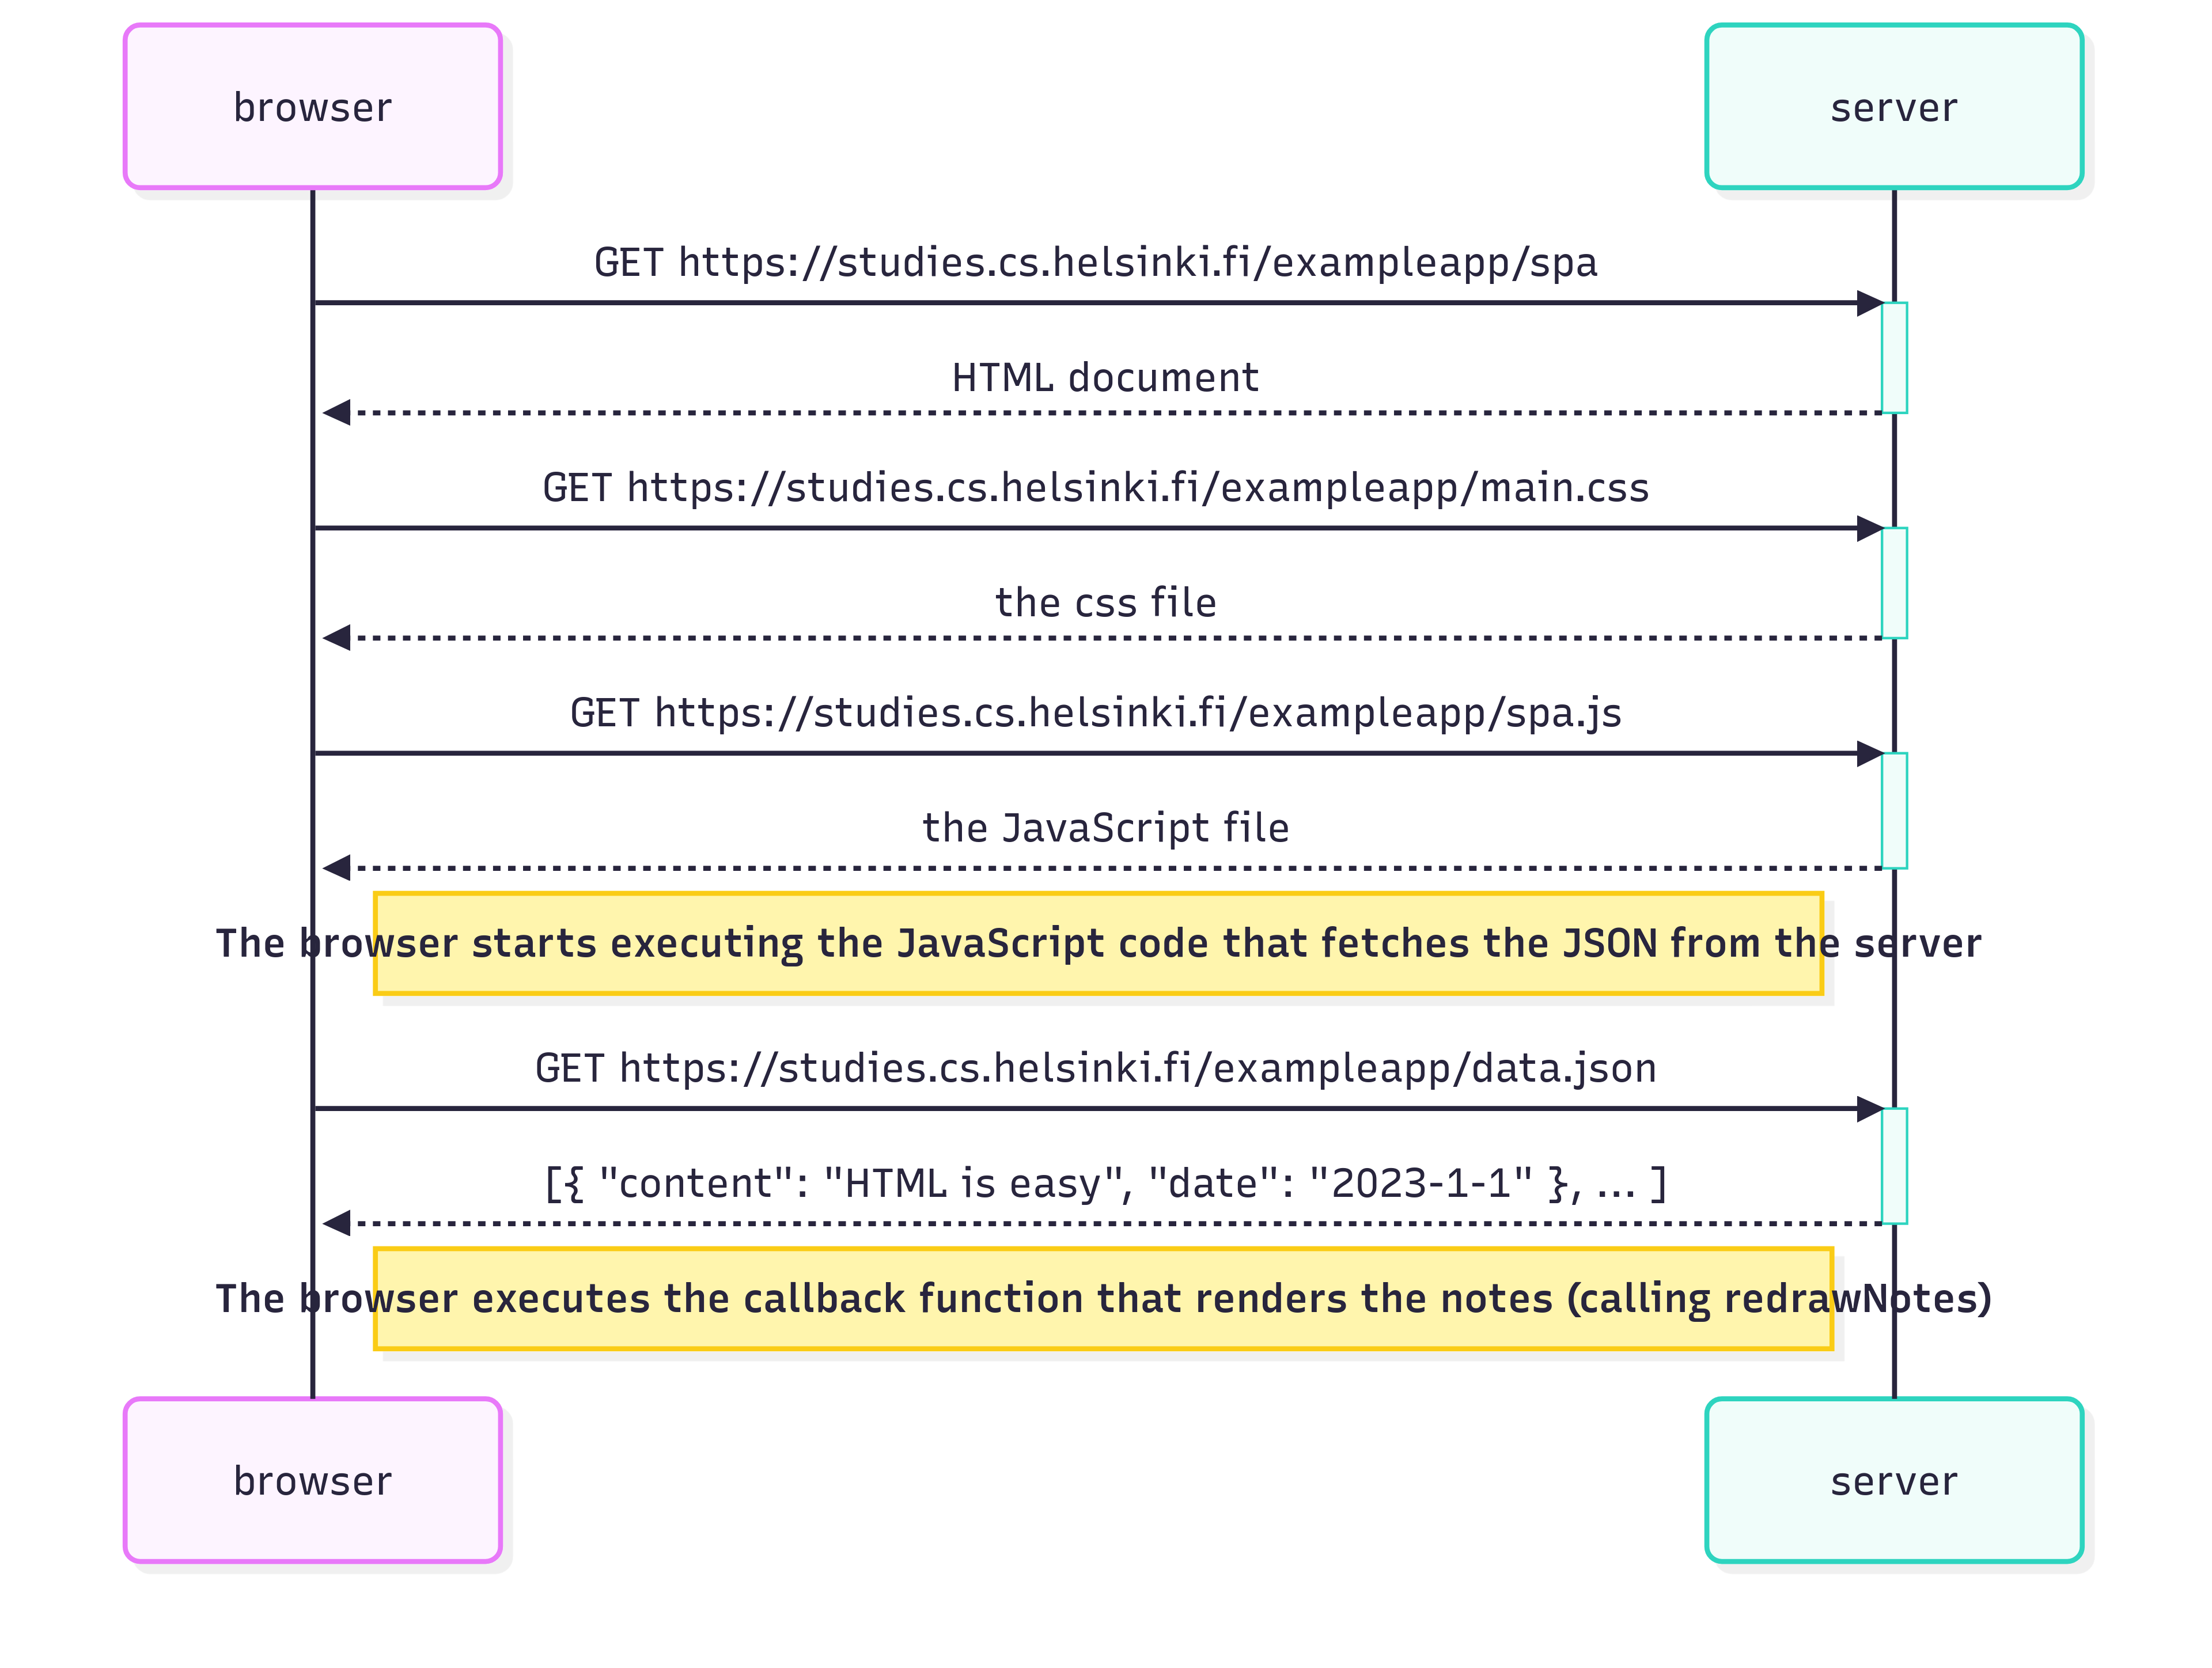 browser
server
GET https://studies.cs.helsinki.fi/exampleapp/spa
HTML document
GET https://studies.cs.helsinki.fi/exampleapp/main.css
the css file
GET https://studies.cs.helsinki.fi/exampleapp/spa.js
the JavaScript file
The browser starts executing the JavaScript code that fetches the JSON from the server
GET https://studies.cs.helsinki.fi/exampleapp/data.json
[{ "content": "HTML is easy", "date": "2023-1-1" }, ... ]
The browser executes the callback function that renders the notes (calling redrawNotes)
browser
server